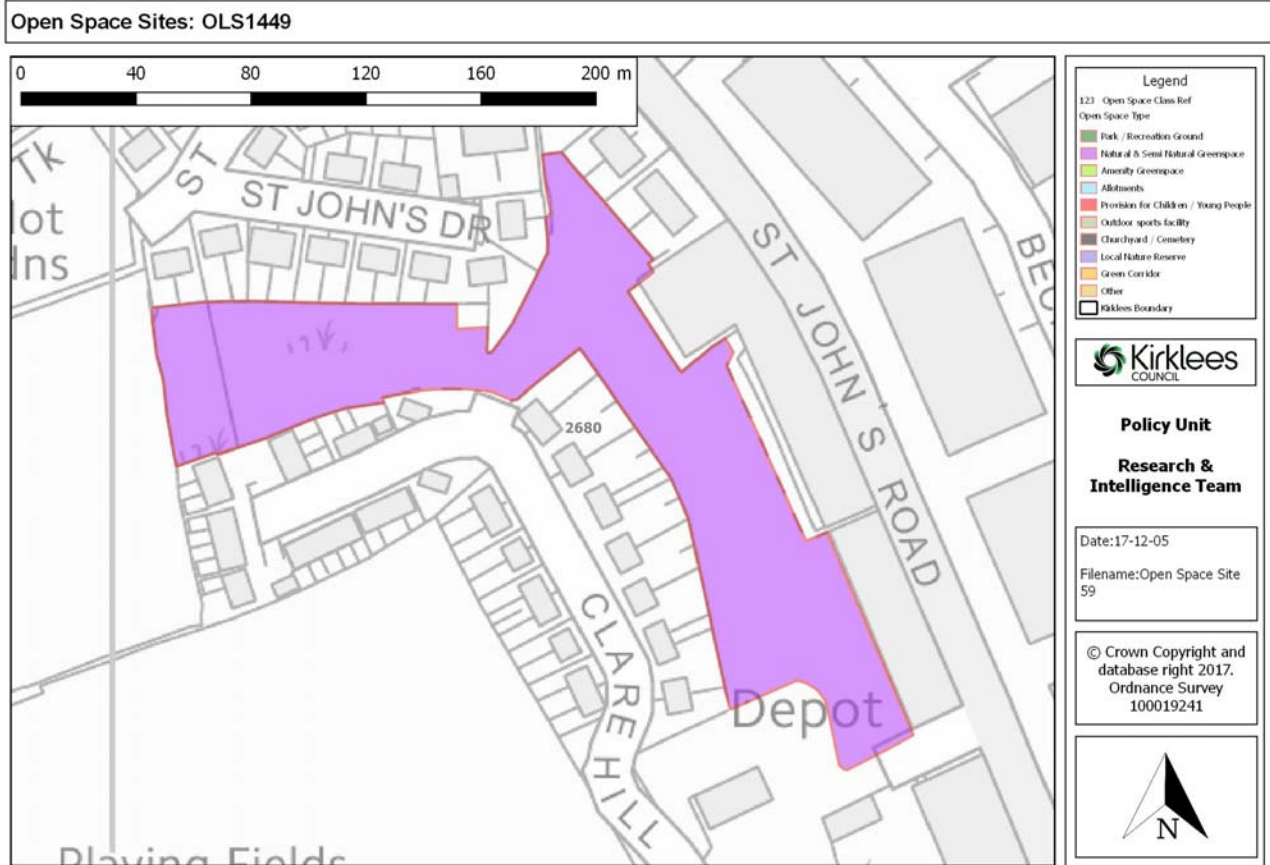 Open Space Sites: OLS1449
0 40 80 120 160 200 m
Tk
lot
dns
ST
ST JOHN'S DR
ST JOHN'S ROAD
BEC
2680
CLARE HILL
Depot
Playing Fields
Legend
123 Open Space Class Ref
Open Space Type
Park / Recreation Ground
Natural & Semi Natural Greenspace
Amenity Greenspace
Allotments
Provision for Children / Young People
Outdoor sports facility
Churchyard / Cemetery
Local Nature Reserve
Green Corridor
Other
Kirklees Boundary
Kirklees
COUNCIL
Policy Unit
Research &
Intelligence Team
Date:17-12-05
Filename:Open Space Site
59
© Crown Copyright and
database right 2017.
Ordnance Survey
100019241
N